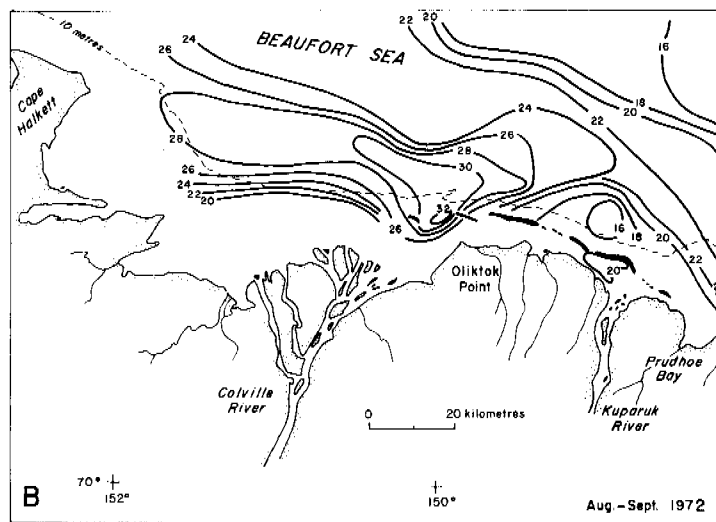 22
20
24
10 metres
26
BEAUFORT SEA
16
Cape
Halkett
18
20
24
22
28
26
28
26
30
24
22
20
32
16
18
20
22
26
Oliktok
Point
20
Prudhoe
Bay
Colville
River
0 20 kilometres
Kuparuk
River
70°
152°
150°
B
Aug.-Sept. 1972